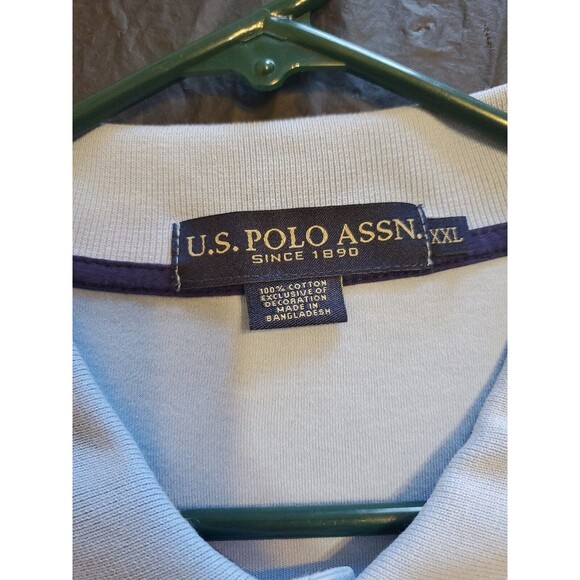 U.S. POLO ASSN.
SINCE 1890
XXL
100% COTTON
EXCLUSIVE OF
DECORATION
MADE IN
BANGLADESH